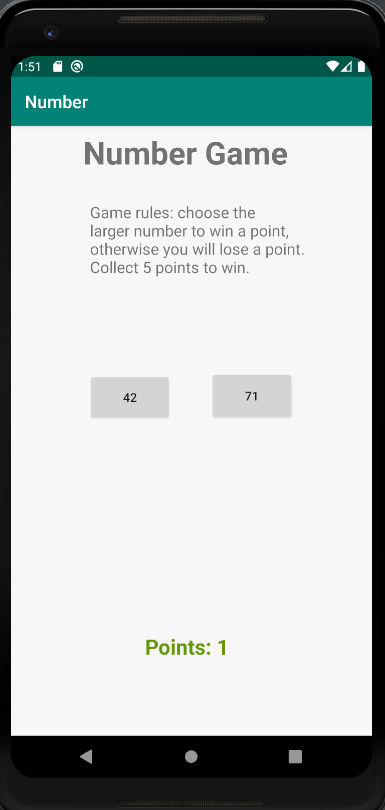 1:51
Number
Number Game
Game rules: choose the
larger number to win a point,
otherwise you will lose a point.
Collect 5 points to win.
42 71
Points: 1